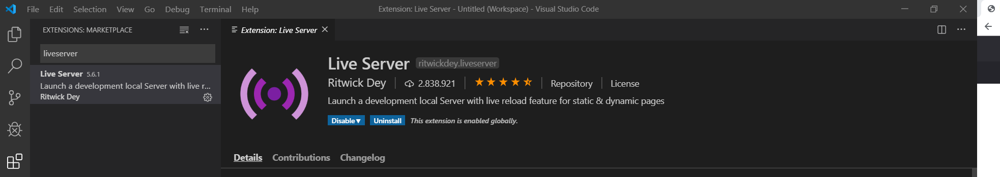 File Edit Selection View Go Debug Terminal Help
Extension: Live Server - Untitled (Workspace) - Visual Studio Code
EXTENSIONS: MARKETPLACE
liveserver
Live Server 5.6.1
Launch a development local Server with live r...
Ritwick Dey
Extension: Live Server
Live Server ritwickdey.liveserver
Ritwick Dey 2.838.921 Repository License
Launch a development local Server with live reload feature for static & dynamic pages
Disable▼ Uninstall This extension is enabled globally.
Details Contributions Changelog